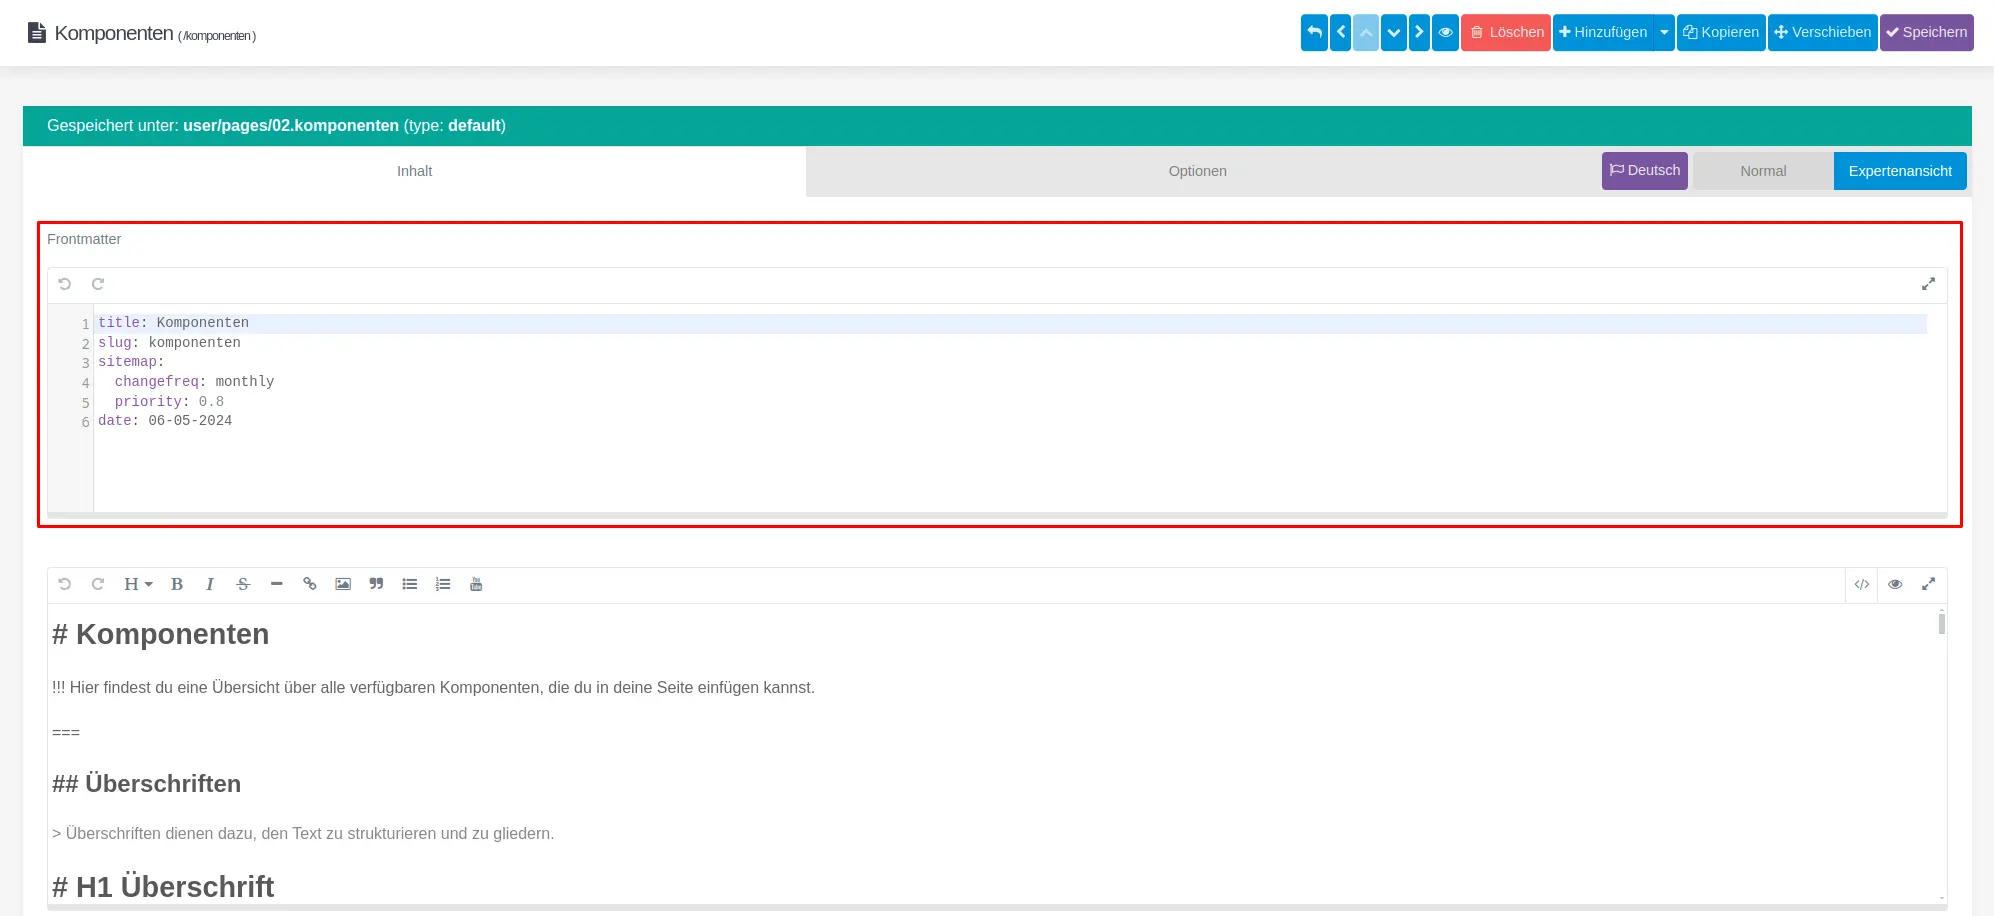 Komponenten ( /komponenten )
Löschen Hinzufügen Kopieren Verschieben Speichern
Gespeichert unter: user/pages/02.komponenten (type: default)
Inhalt Optionen Deutsch Normal Expertenansicht
Frontmatter
1 title: Komponenten
2 slug: komponenten
3 sitemap:
4 changefreq: monthly
5 priority: 0.8
6 date: 06-05-2024
H B I S </>
# Komponenten
!!! Hier findest du eine Übersicht über alle verfügbaren Komponenten, die du in deine Seite einfügen kannst.
===
## Überschriften
> Überschriften dienen dazu, den Text zu strukturieren und zu gliedern.
# H1 Überschrift